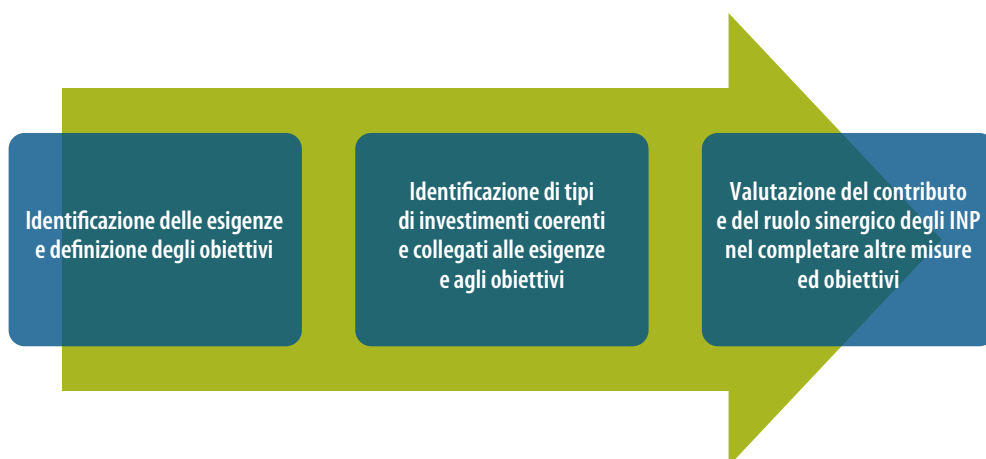 Identificazione delle esigenze
e definizione degli obiettivi
Identificazione di tipi
di investimenti coerenti
e collegati alle esigenze
e agli obiettivi
Valutazione del contributo
e del ruolo sinergico degli INP
nel completare altre misure
ed obiettivi